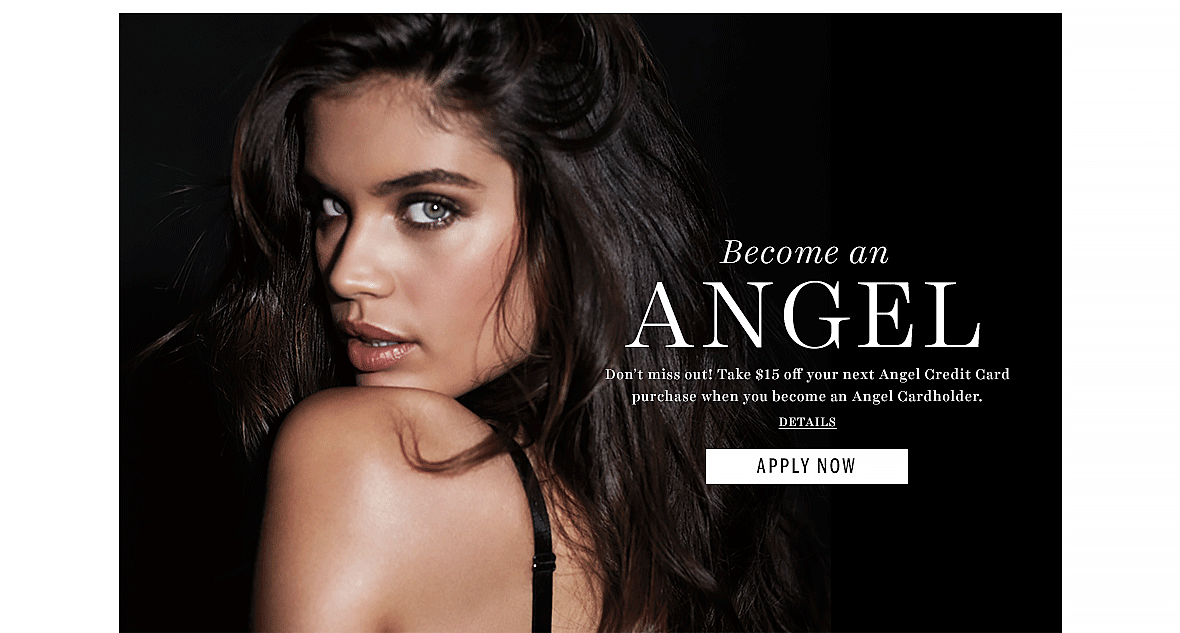 Become an
ANGEL
Don't miss out! Take $15 off your next Angel Credit Card
purchase when you become an Angel Cardholder.
DETAILS
APPLY NOW